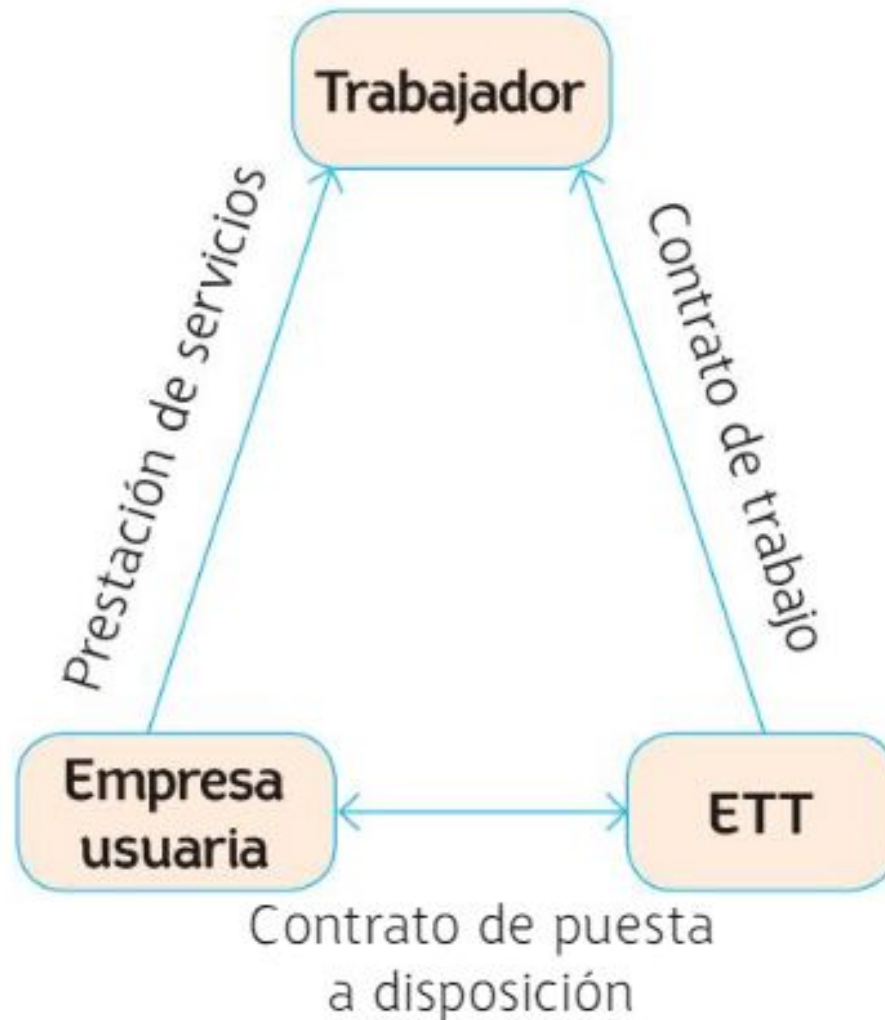 Trabajador
Prestación de servicios
Contrato de trabajo
Empresa
usuaria
ETT
Contrato de puesta
a disposición